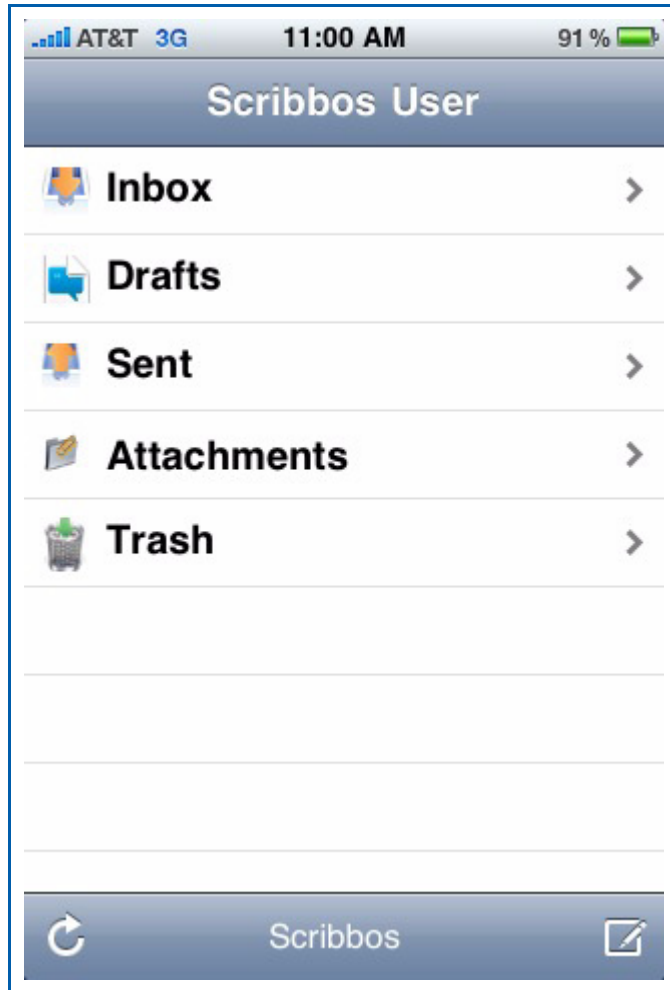 AT&T 3G 11:00 AM 91%
Scribbos User
Inbox
Drafts
Sent
Attachments
Trash
Scribbos